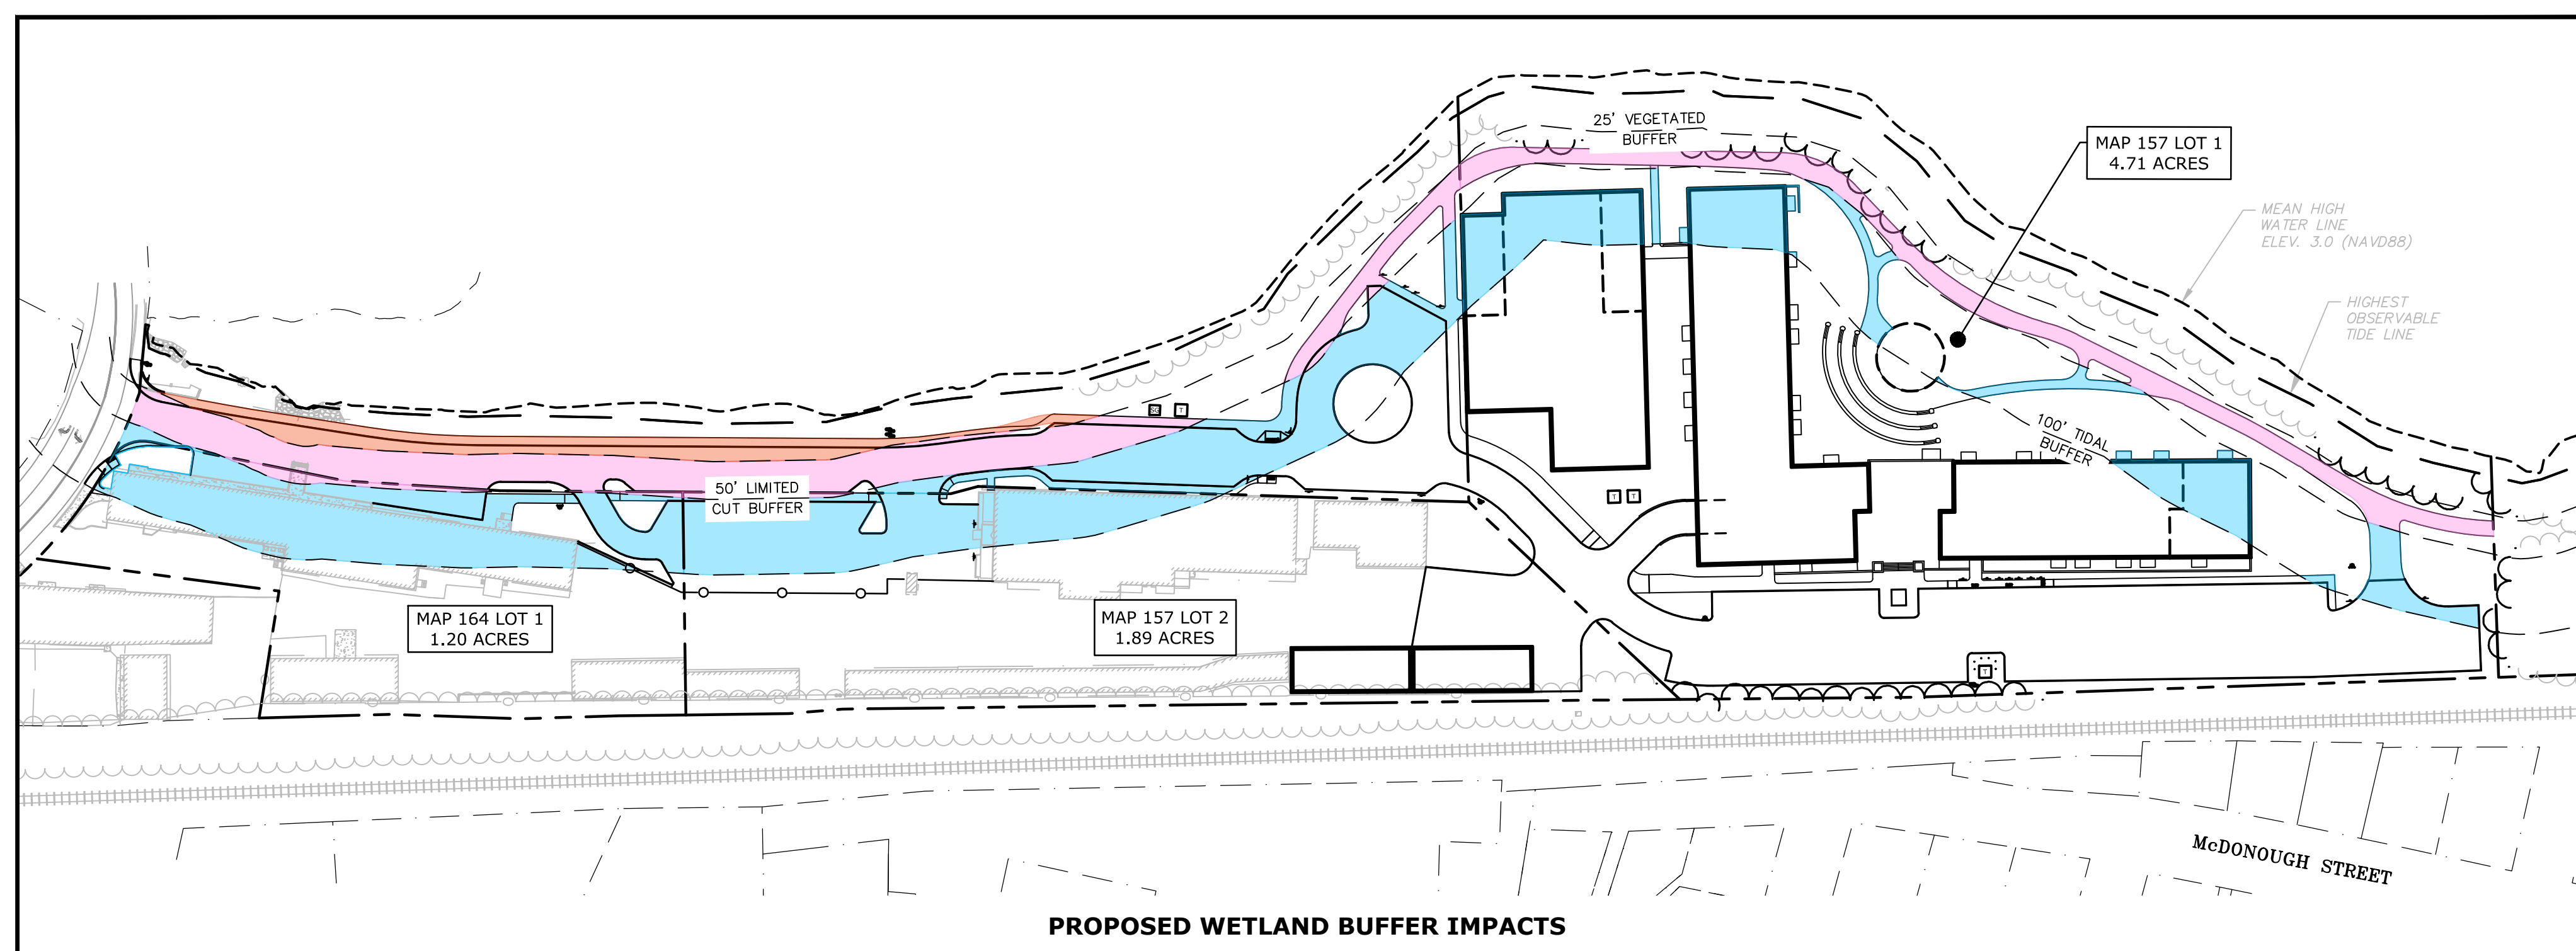 25' VEGETATED
BUFFER
MAP 157 LOT 1
4.71 ACRES
MEAN HIGH
WATER LINE
ELEV. 3.0 (NAVD88)
HIGHEST
OBSERVABLE
TIDE LINE
100' TIDAL
BUFFER
50' LIMITED
CUT BUFFER
MAP 164 LOT 1
1.20 ACRES
MAP 157 LOT 2
1.89 ACRES
T
T
T
T
McDONOUGH STREET
PROPOSED WETLAND BUFFER IMPACTS